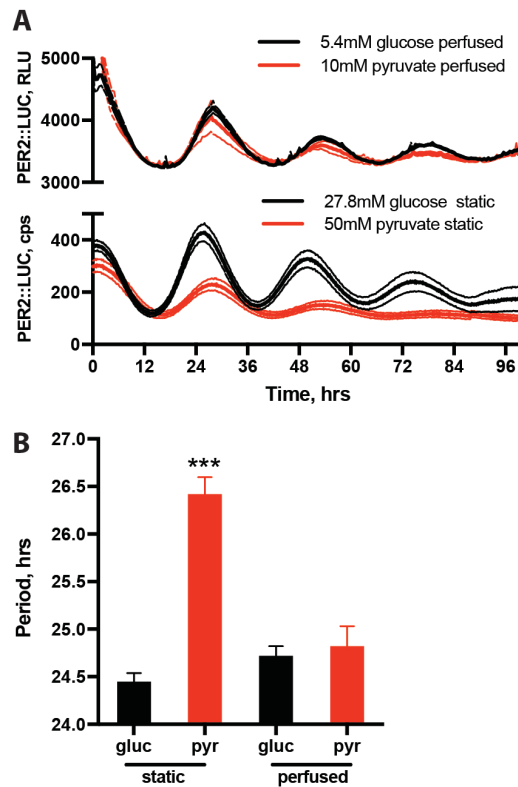 A
5.4mM glucose perfused
10mM pyruvate perfused
PER2::LUC, RLU
5000
4000
3000
27.8mM glucose static
50mM pyruvate static
PER2::LUC, cps
400
200
0
0 12 24 36 48 60 72 84 96
Time, hrs
B
***
Period, hrs
27.0
26.5
26.0
25.5
25.0
24.5
24.0
gluc pyr gluc pyr
static perfused